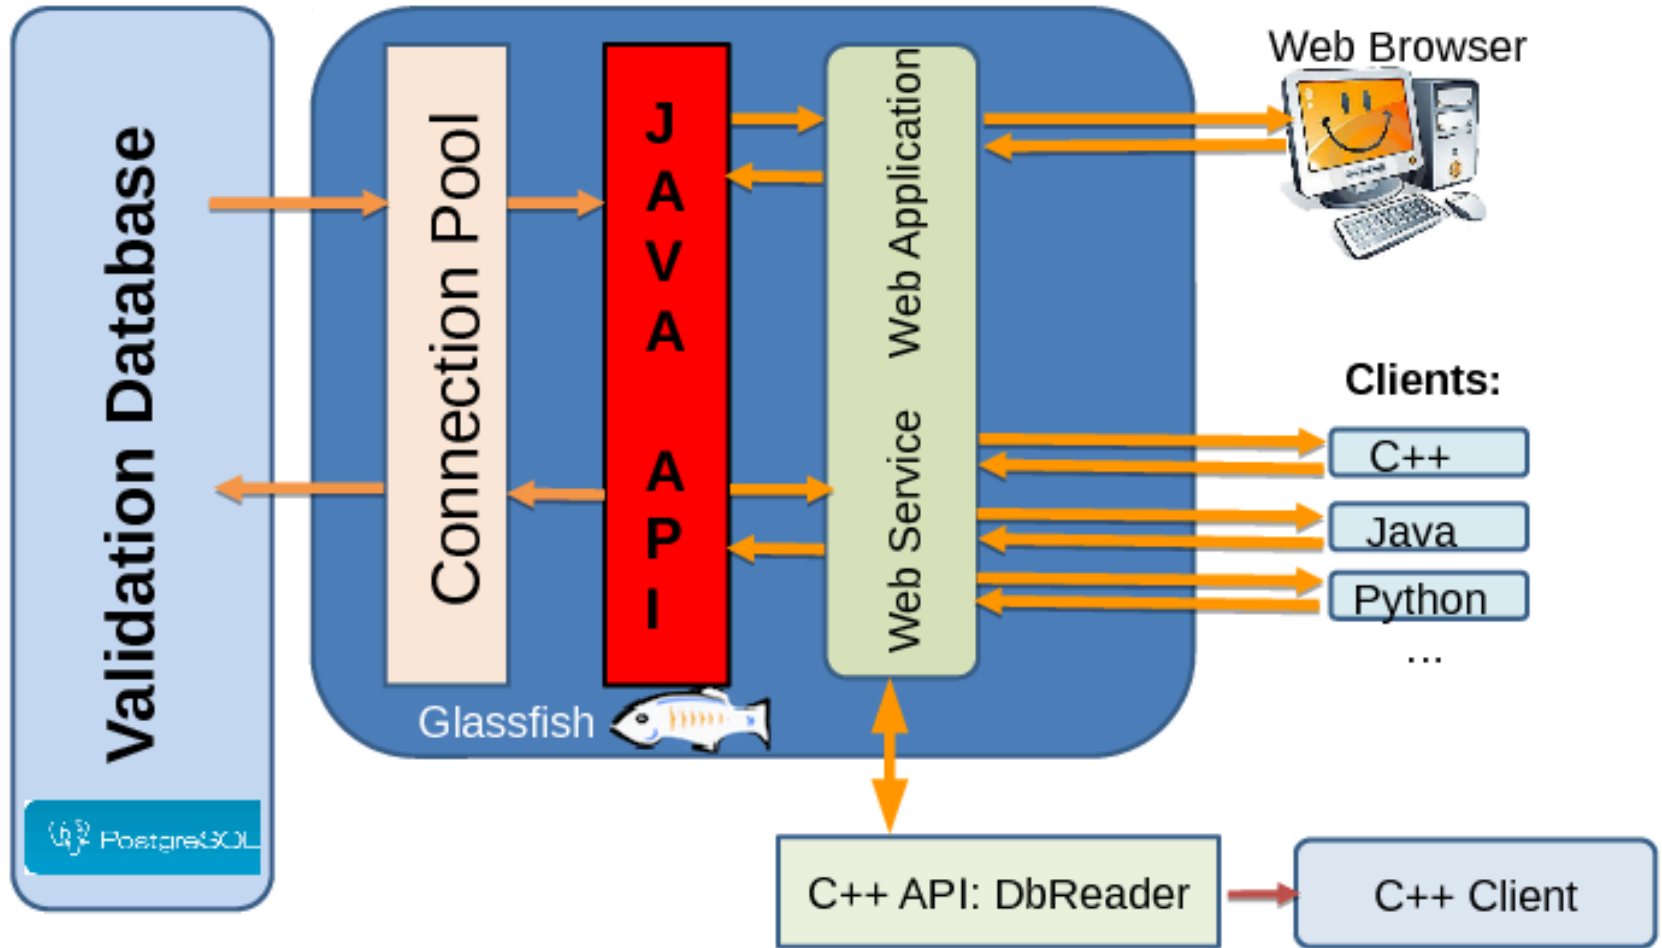 Validation Database
PostgreSQL
Connection Pool
JAVA API
Web Application
Web Service
Glassfish
Web Browser
Clients:
C++
Java
Python
...
C++ API: DbReader
C++ Client